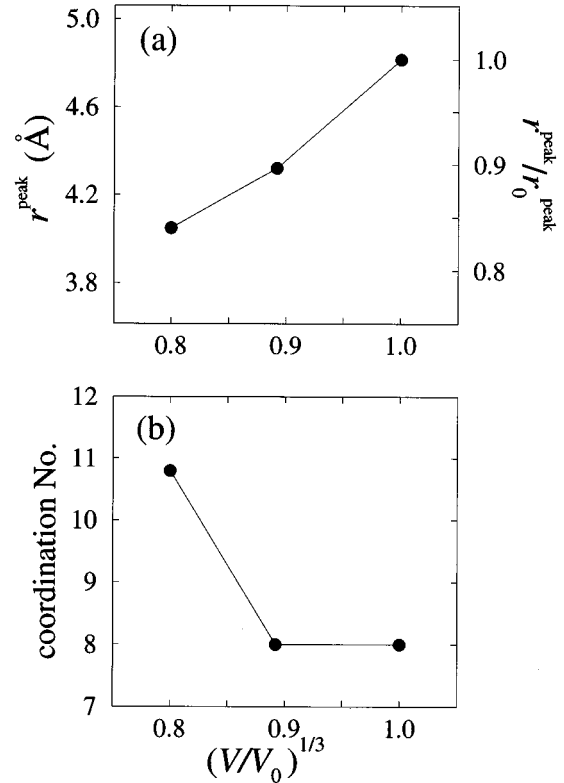 (a)
5.0
4.6
4.2
3.8
r^peak (Å)
1.0
0.9
0.8
r^peak/r_0^peak
0.8 0.9 1.0
(b)
12
11
10
9
8
7
coordination No.
0.8 0.9 1.0
(V/V_0)^1/3